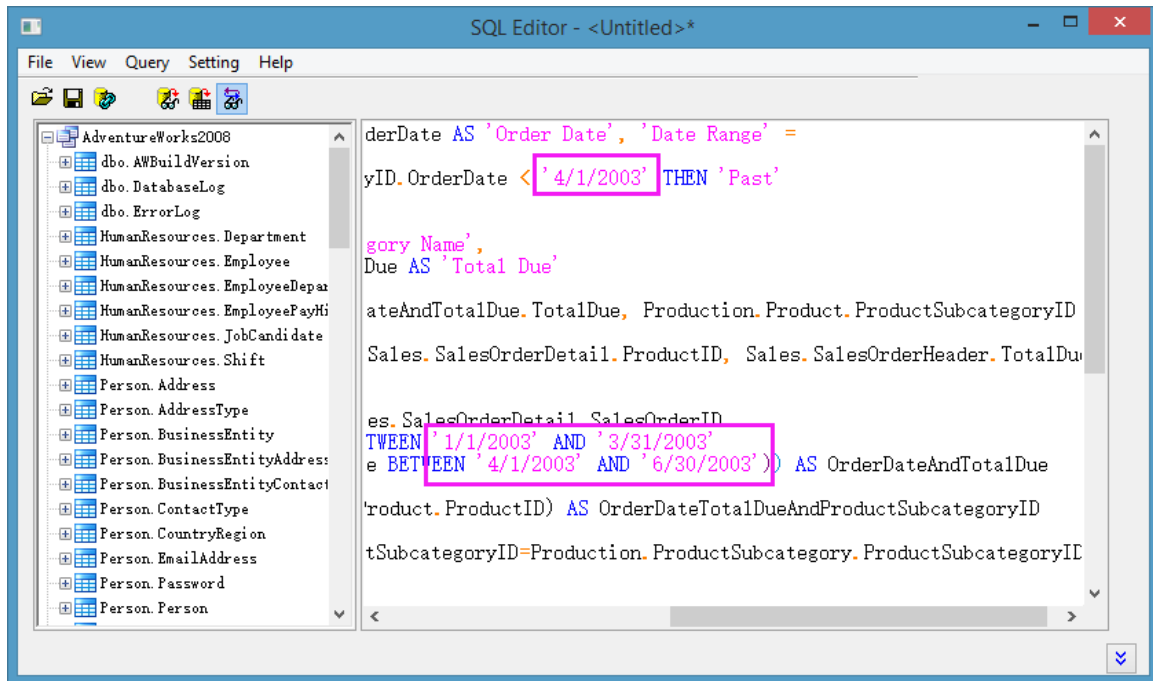 SQL Editor - <Untitled>*
File View Query Setting Help
AdventureWorks2008
dbo.AWBuildVersion
dbo.DatabaseLog
dbo.ErrorLog
HumanResources.Department
HumanResources.Employee
HumanResources.EmployeeDepar
HumanResources.EmployeePayHi
HumanResources.JobCandidate
HumanResources.Shift
Person.Address
Person.AddressType
Person.BusinessEntity
Person.BusinessEntityAddress
Person.BusinessEntityContact
Person.ContactType
Person.CountryRegion
Person.EmailAddress
Person.Password
Person.Person
derDate AS 'Order Date', 'Date Range' =
yID.OrderDate < '4/1/2003' THEN 'Past'
gory Name',
Due AS 'Total Due'
ateAndTotalDue.TotalDue, Production.Product.ProductSubcategoryID
Sales.SalesOrderDetail.ProductID, Sales.SalesOrderHeader.TotalDu
es.SalesOrderDetail.SalesOrderID
TWEEN '1/1/2003' AND '3/31/2003'
e BETWEEN '4/1/2003' AND '6/30/2003')) AS OrderDateAndTotalDue
'roduct.ProductID) AS OrderDateTotalDueAndProductSubcategoryID
tSubcategoryID=Production.ProductSubcategory.ProductSubcategoryID